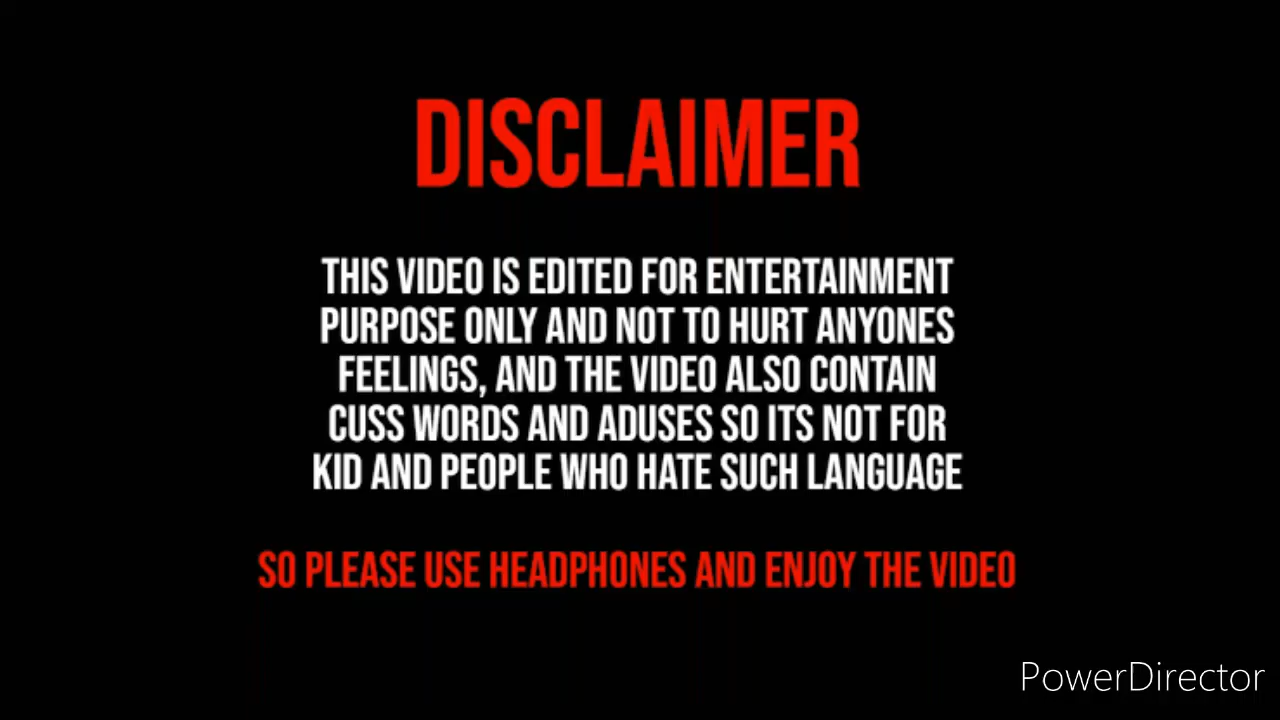 DISCLAIMER
THIS VIDEO IS EDITED FOR ENTERTAINMENT
PURPOSE ONLY AND NOT TO HURT ANYONES
FEELINGS, AND THE VIDEO ALSO CONTAIN
CUSS WORDS AND ADUSES SO ITS NOT FOR
KID AND PEOPLE WHO HATE SUCH LANGUAGE
SO PLEASE USE HEADPHONES AND ENJOY THE VIDEO
PowerDirector